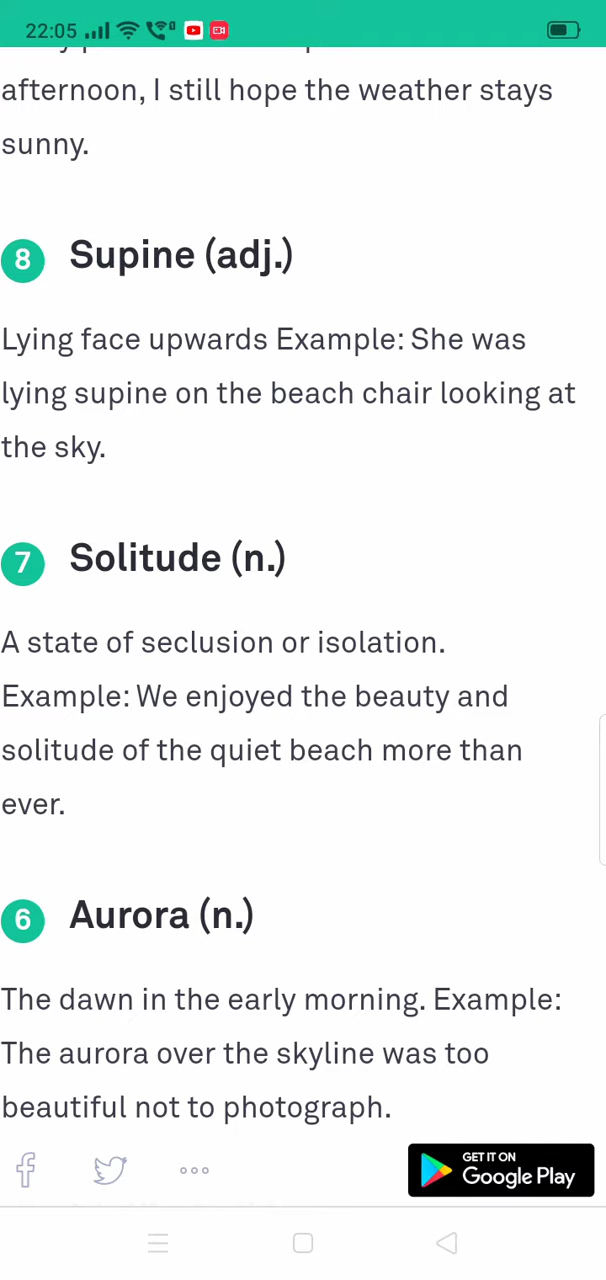 22:05
afternoon, I still hope the weather stays
sunny.
8 Supine (adj.)
Lying face upwards Example: She was
lying supine on the beach chair looking at
the sky.
7 Solitude (n.)
A state of seclusion or isolation.
Example: We enjoyed the beauty and
solitude of the quiet beach more than
ever.
6 Aurora (n.)
The dawn in the early morning. Example:
The aurora over the skyline was too
beautiful not to photograph.
GET IT ON
Google Play